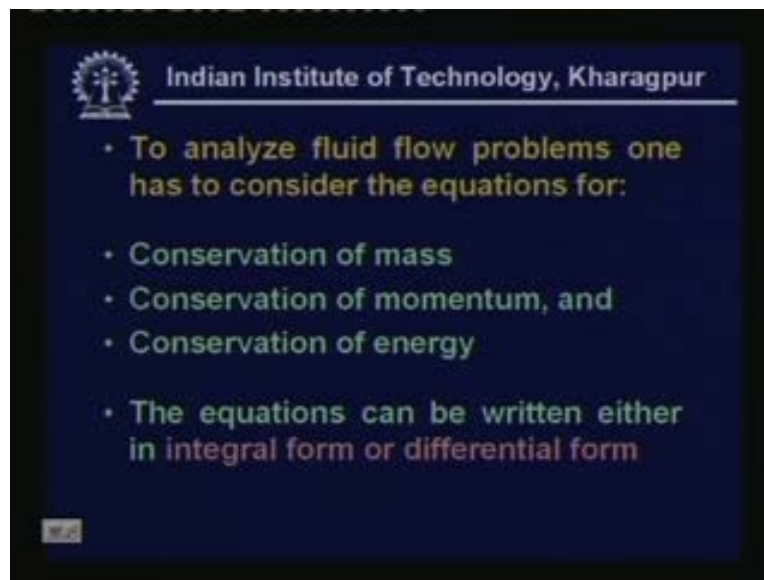 Indian Institute of Technology, Kharagpur
• To analyze fluid flow problems one
has to consider the equations for:
• Conservation of mass
• Conservation of momentum, and
• Conservation of energy
• The equations can be written either
in integral form or differential form